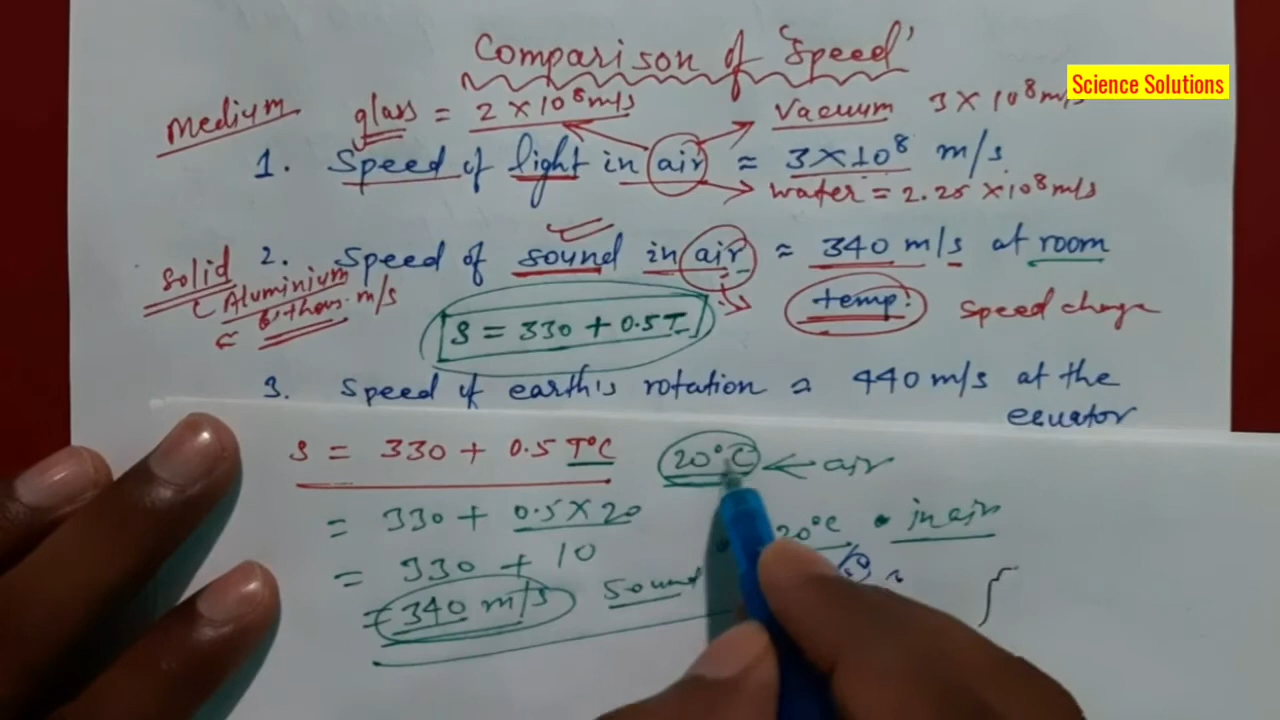 Comparison of 'Speed'
Science Solutions
Medium glass = 2 × 10⁸ m/s Vacuum 3 × 10⁸ m/s
1. Speed of light in air ≈ 3×10⁸ m/s
water = 2.25 × 10⁸ m/s
2. Speed of sound in air ≈ 340 m/s at room
Solid
( Aluminium temp. Speed change
≈ 6 thou. m/s
S = 330 + 0.5T
3. Speed of earth's rotation ≈ 440 m/s at the
equator
S = 330 + 0.5 T°C 20°C ← air
= 330 + 0.5 × 20
20°C • in air
= 330 + 10
= 340 m/s Sound